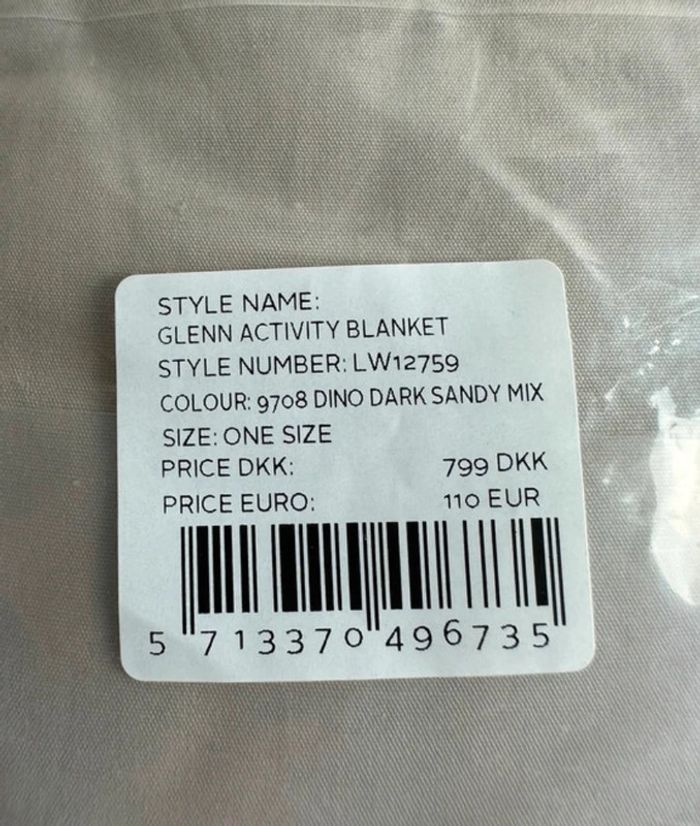 STYLE NAME:
GLENN ACTIVITY BLANKET
STYLE NUMBER: LW12759
COLOUR: 9708 DINO DARK SANDY MIX
SIZE: ONE SIZE
PRICE DKK: 799 DKK
PRICE EURO: 110 EUR
5 713370 496735